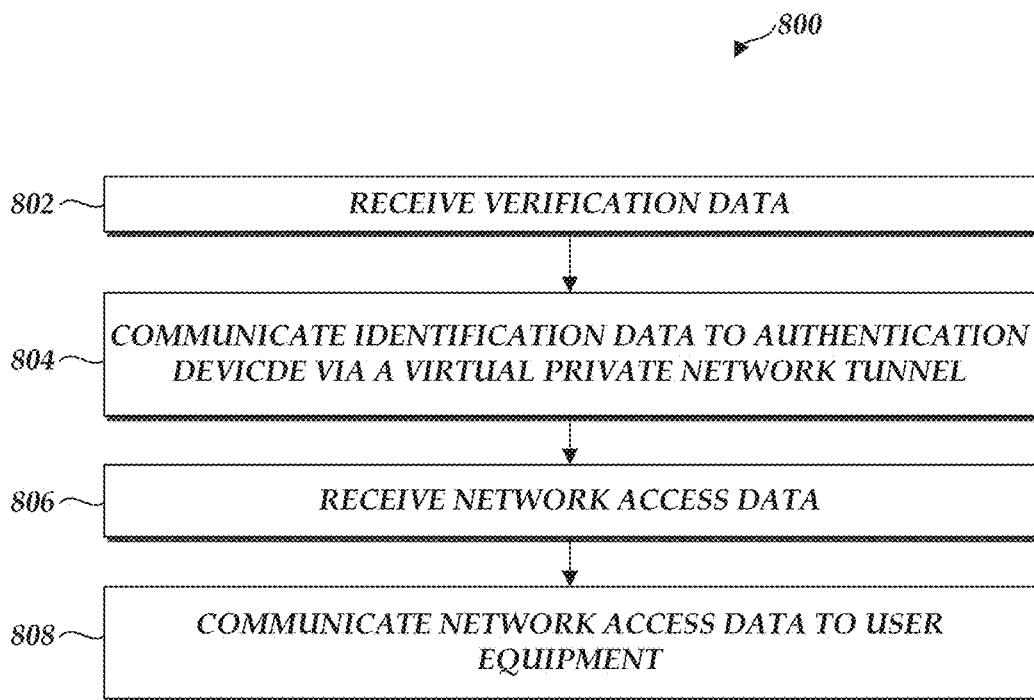 800
802
RECEIVE VERIFICATION DATA
804
COMMUNICATE IDENTIFICATION DATA TO AUTHENTICATION
DEVICDE VIA A VIRTUAL PRIVATE NETWORK TUNNEL
806
RECEIVE NETWORK ACCESS DATA
808
COMMUNICATE NETWORK ACCESS DATA TO USER
EQUIPMENT